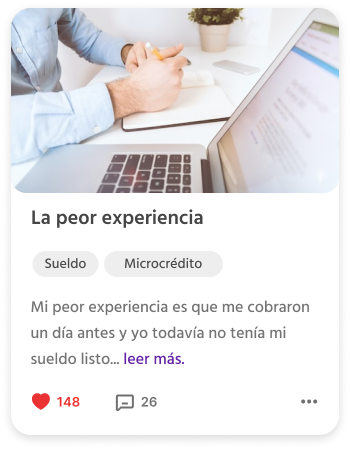 La peor experiencia
Sueldo
Microcrédito
Mi peor experiencia es que me cobraron
un día antes y yo todavía no tenía mi
sueldo listo... leer más.
148
26